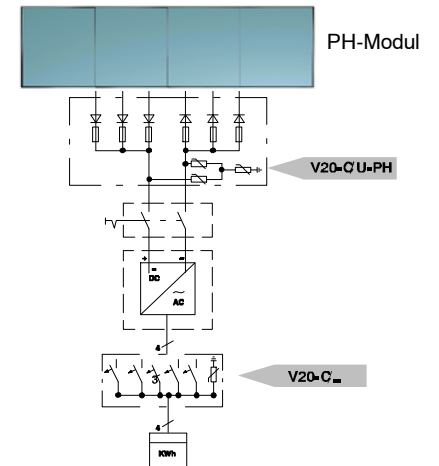 PH-Modul
V20-C/U-PH
+ -
=
DC
~
AC
4
3
V20-C/_
4
KWh